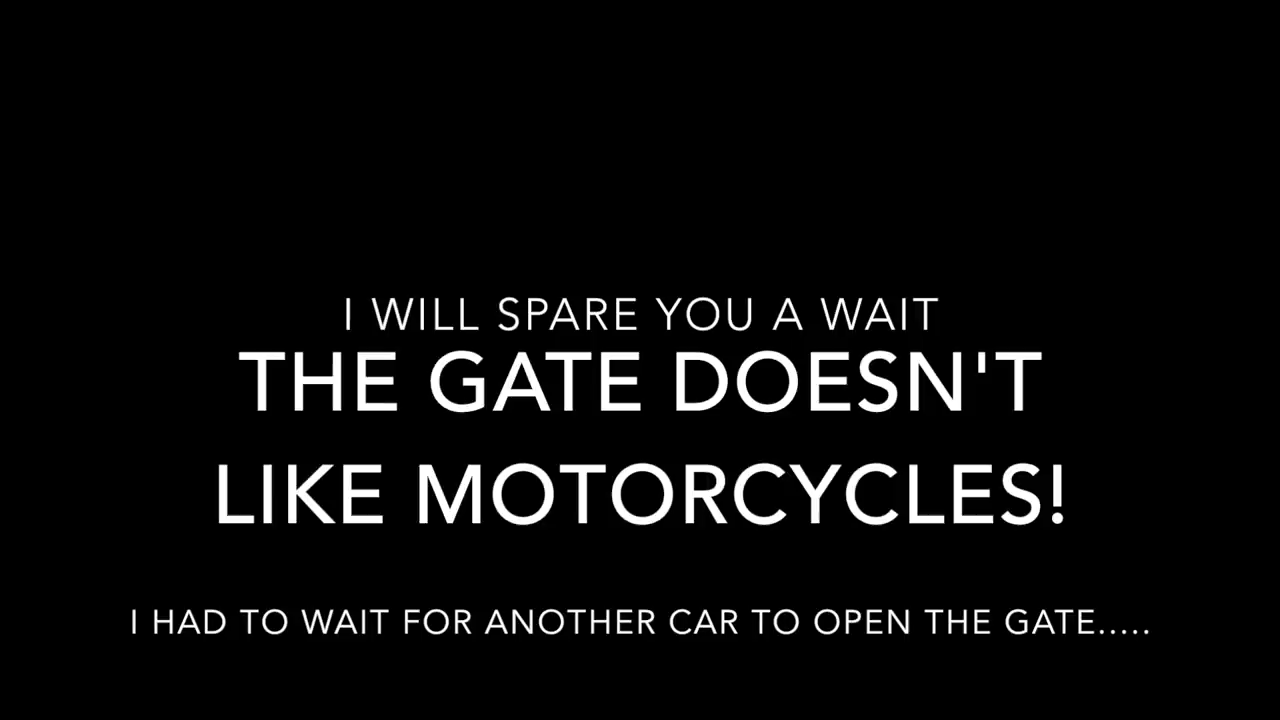 I WILL SPARE YOU A WAIT
THE GATE DOESN'T
LIKE MOTORCYCLES!
I HAD TO WAIT FOR ANOTHER CAR TO OPEN THE GATE.....